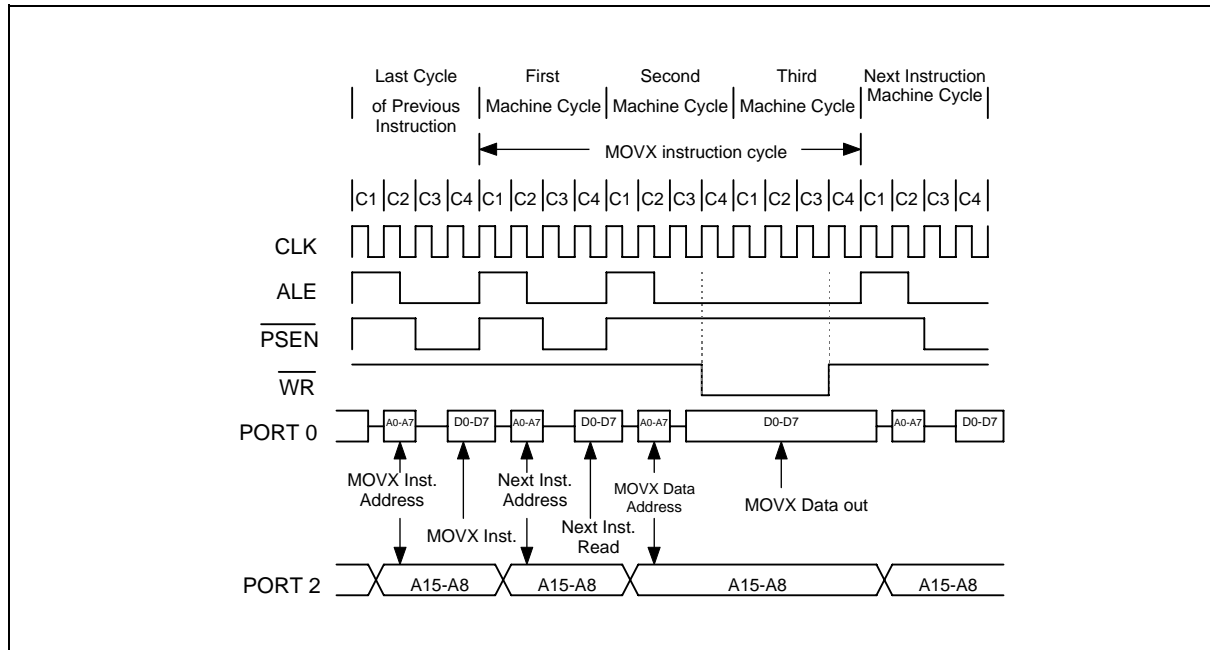 Last Cycle
of Previous
Instruction
First
Machine Cycle
Second
Machine Cycle
Third
Machine Cycle
Next Instruction
Machine Cycle
MOVX instruction cycle
C1 C2 C3 C4 C1 C2 C3 C4 C1 C2 C3 C4 C1 C2 C3 C4 C1 C2 C3 C4
CLK
ALE
PSEN
WR
PORT 0
A0-A7 D0-D7 A0-A7 D0-D7 A0-A7 D0-D7 A0-A7 D0-D7
MOVX Inst.
Address
MOVX Inst.
Next Inst.
Address
Next Inst.
Read
MOVX Data
Address
MOVX Data out
PORT 2
A15-A8 A15-A8 A15-A8 A15-A8